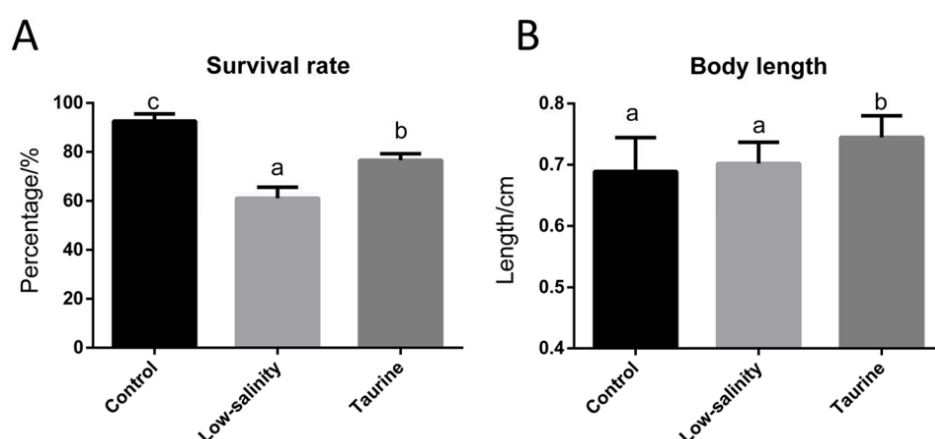 A
Survival rate
Percentage/%
100
80
60
40
20
0
c
a
b
Control
Low-salinity
Taurine
B
Body length
Length/cm
0.8
0.7
0.6
0.5
0.4
a
a
b
Control
Low-salinity
Taurine